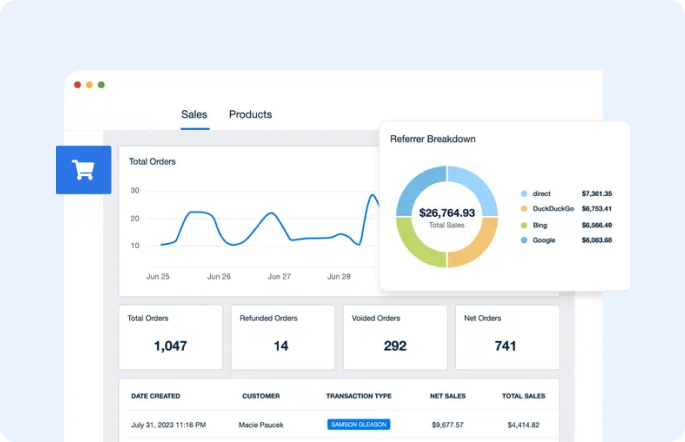 Sales Products
Referrer Breakdown
Total Orders
30
20
10
Jun 25 Jun 26 Jun 27 Jun 28
$26,764.93
Total Sales
direct $7,361.35
DuckDuckGo $6,753.41
Bing $6,566.49
Google $6,083.68
Total Orders Refunded Orders Voided Orders Net Orders
1,047 14 292 741
DATE CREATED CUSTOMER TRANSACTION TYPE NET SALES TOTAL SALES
July 31, 2023 11:16 PM Macie Paucek SAMSON GLEASON $9,677.57 $4,414.82